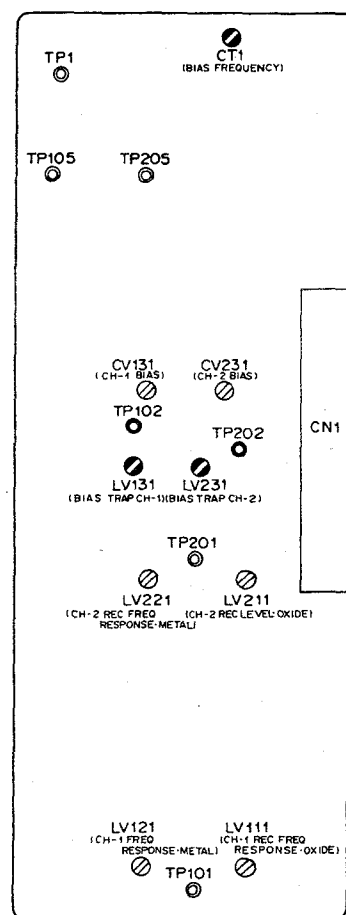 TP1
CT1
(BIAS FREQUENCY)
TP105
TP205
CV131
(CH-1 BIAS)
CV231
(CH-2 BIAS)
TP102
TP202
CN1
LV131
(BIAS TRAP CH-1)
LV231
(BIAS TRAP CH-2)
TP201
LV221
(CH-2 REC FREQ
RESPONSE-METAL)
LV211
(CH-2 REC LEVEL-OXIDE)
LV121
(CH-1 FREQ
RESPONSE-METAL)
LV111
(CH-1 REC FREQ
RESPONSE-OXIDE)
TP101